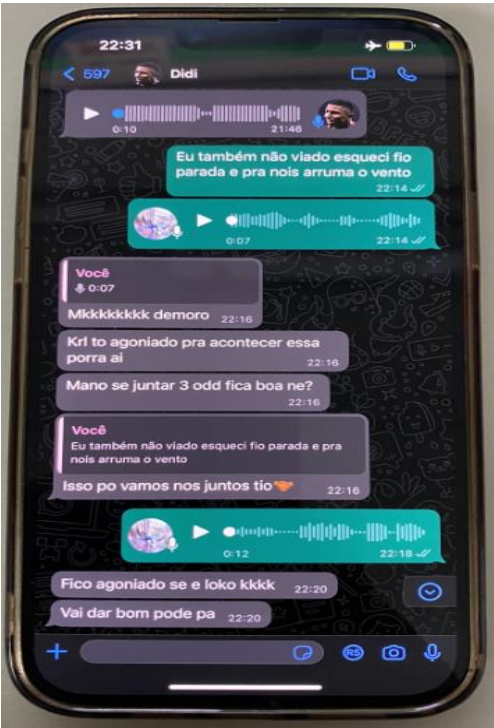 22:31
597 Didi
0:10 21:46
Eu também não viado esqueci fio
parada e pra nois arruma o vento
22:14
0:07 22:14
Você
0:07
Mkkkkkkkk demoro 22:16
Krl to agoniado pra acontecer essa
porra ai
22:16
Mano se juntar 3 odd fica boa ne?
22:16
Você
Eu também não viado esqueci fio parada e pra
nois arruma o vento
Isso po vamos nos juntos tio🤝 22:16
0:12 22:18
Fico agoniado se e loko kkkk 22:20
Vai dar bom pode pa 22:20
RS